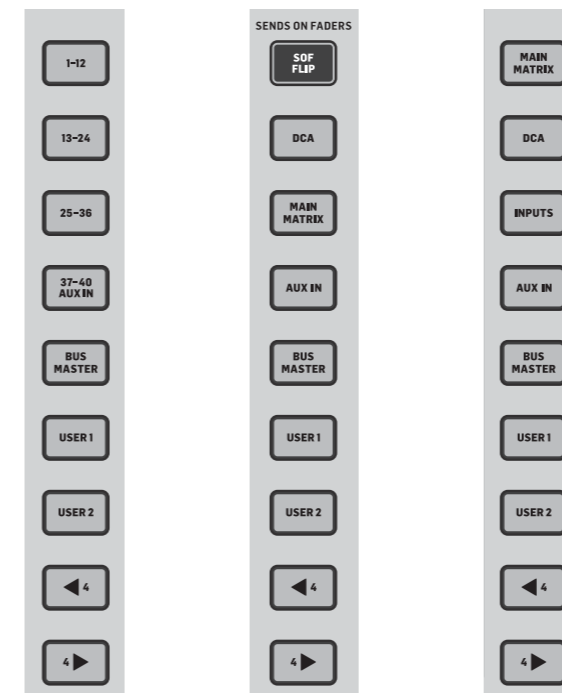 1–12
13–24
25–36
37–40
AUX IN
BUS
MASTER
USER 1
USER 2
4
4
SENDS ON FADERS
SOF
FLIP
DCA
MAIN
MATRIX
AUX IN
BUS
MASTER
USER 1
USER 2
4
4
MAIN
MATRIX
DCA
INPUTS
AUX IN
BUS
MASTER
USER 1
USER 2
4
4